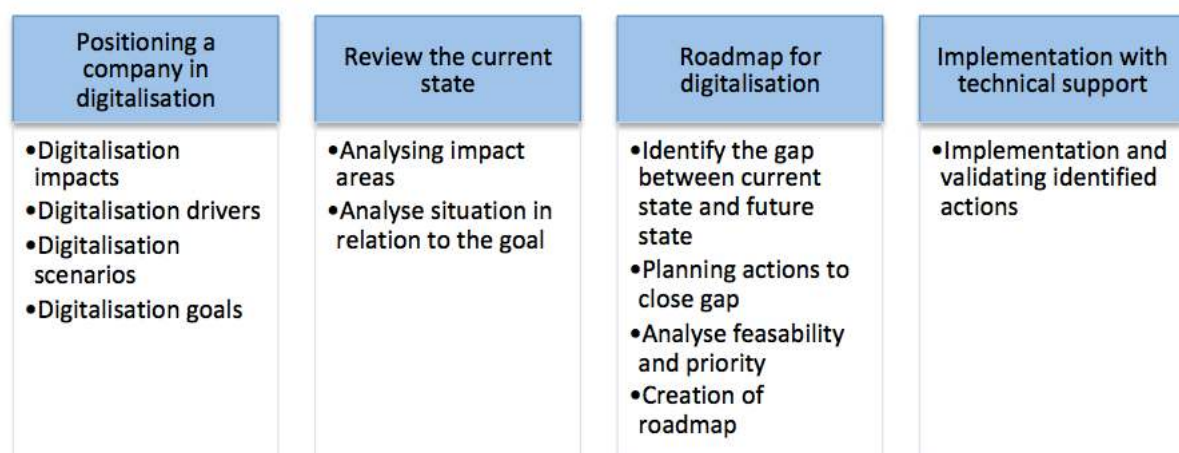 Positioning a
company in
digitalisation
•Digitalisation
impacts
•Digitalisation drivers
•Digitalisation
scenarios
•Digitalisation goals
Review the current
state
•Analysing impact
areas
•Analyse situation in
relation to the goal
Roadmap for
digitalisation
•Identify the gap
between current
state and future
state
•Planning actions to
close gap
•Analyse feasability
and priority
•Creation of
roadmap
Implementation with
technical support
•Implementation and
validating identified
actions